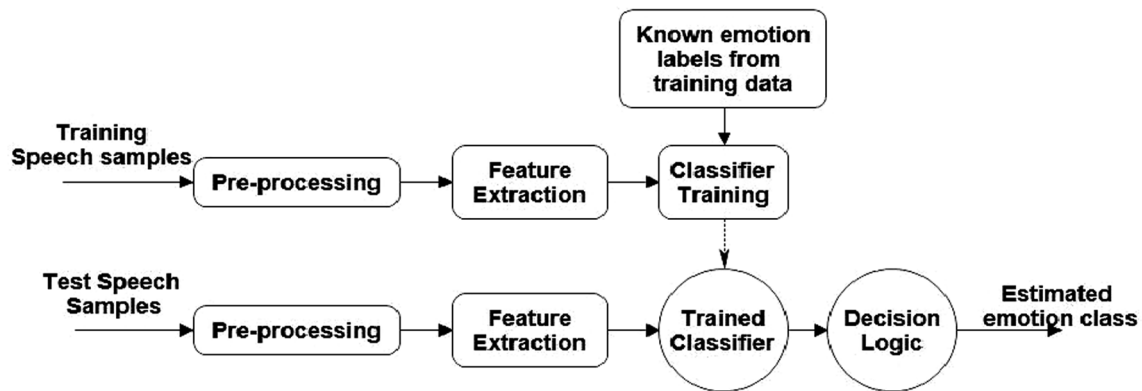 Known emotion
labels from
training data
Training
Speech samples
Pre-processing
Feature
Extraction
Classifier
Training
Test Speech
Samples
Pre-processing
Feature
Extraction
Trained
Classifier
Decision
Logic
Estimated
emotion class